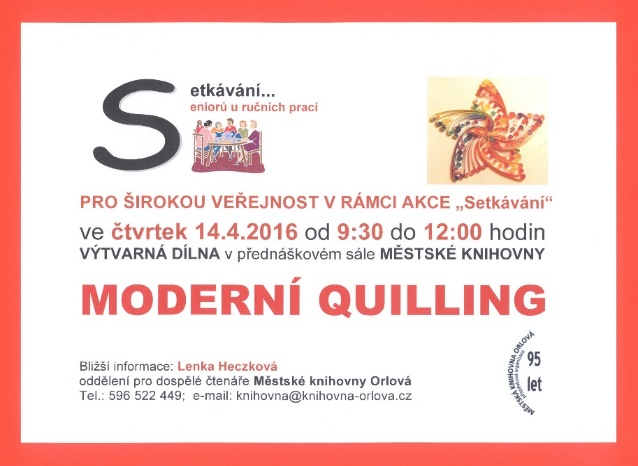 Setkávání...
eniorů u ručních prací
PRO ŠIROKOU VEŘEJNOST V RÁMCI AKCE „Setkávání“
ve čtvrtek 14.4.2016 od 9:30 do 12:00 hodin
VÝTVARNÁ DÍLNA v přednáškovém sále MĚSTSKÉ KNIHOVNY
MODERNÍ QUILLING
Bližší informace: Lenka Heczková
oddělení pro dospělé čtenáře Městské knihovny Orlová
Tel.: 596 522 449; e-mail: knihovna@knihovna-orlova.cz
MĚSTSKÁ KNIHOVNA ORLOVÁ
95
let